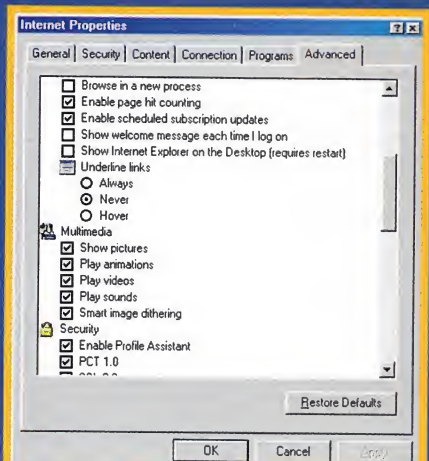 Internet Properties
General Security Content Connection Programs Advanced
Browse in a new process
Enable page hit counting
Enable scheduled subscription updates
Show welcome message each time I log on
Show Internet Explorer on the Desktop (requires restart)
Underline links
Always
Never
Hover
Multimedia
Show pictures
Play animations
Play videos
Play sounds
Smart image dithering
Security
Enable Profile Assistant
PCT 1.0
Restore Defaults
OK Cancel Apply